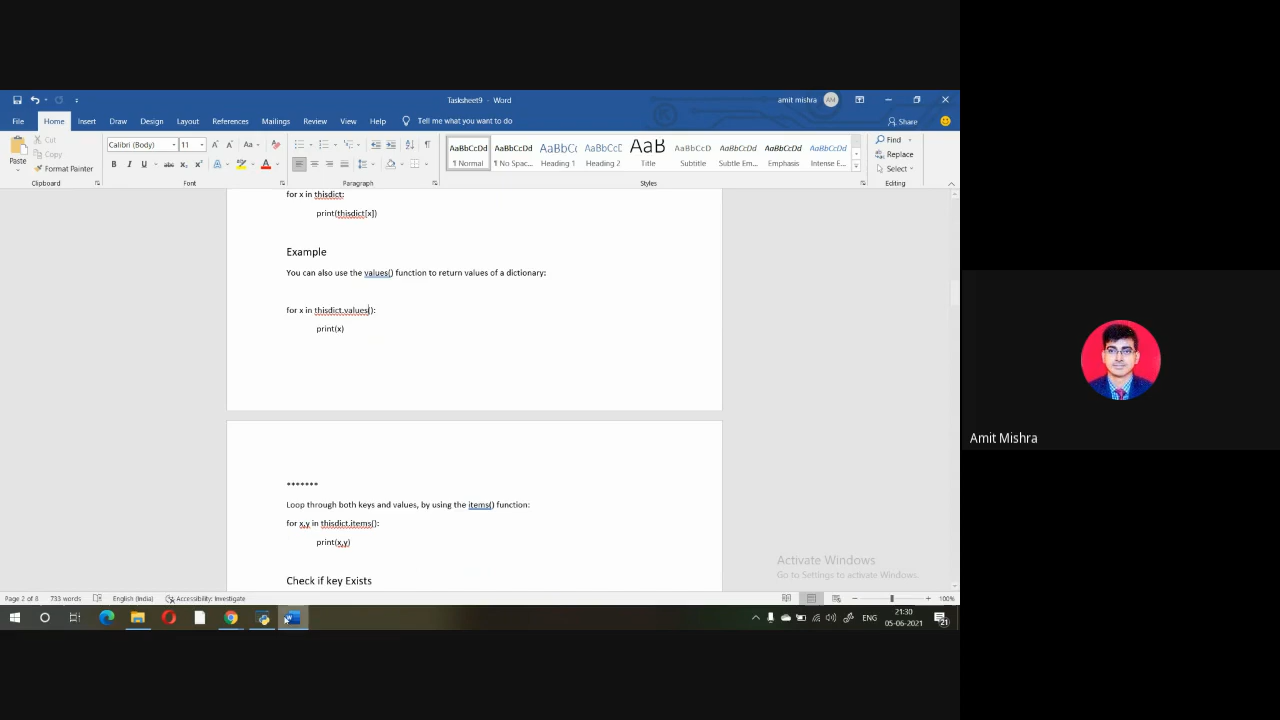 Tasksheet9 - Word
amit mishra
AM
File Home Insert Draw Design Layout References Mailings Review View Help Tell me what you want to do
Share
Paste
Cut
Copy
Format Painter
Clipboard
Calibri (Body) 11
Font
Paragraph
AaBbCcDd AaBbCcDd AaBbC( AaBbCcC AaB AaBbCcD AaBbCcDd AaBbCcDd AaBbCcDd
¶ Normal ¶ No Spac... Heading 1 Heading 2 Title Subtitle Subtle Em... Emphasis Intense E...
Styles
Find
Replace
Select
Editing
for x in thisdict:
print(thisdict[x])
Example
You can also use the values() function to return values of a dictionary:
for x in thisdict.values():
print(x)
*******
Loop through both keys and values, by using the items() function:
for x,y in thisdict.items():
print(x,y)
Check if key Exists
Activate Windows
Go to Settings to activate Windows.
Page 2 of 8 733 words English (India) Accessibility: Investigate 100%
ENG
21:30
05-06-2021
21
Amit Mishra